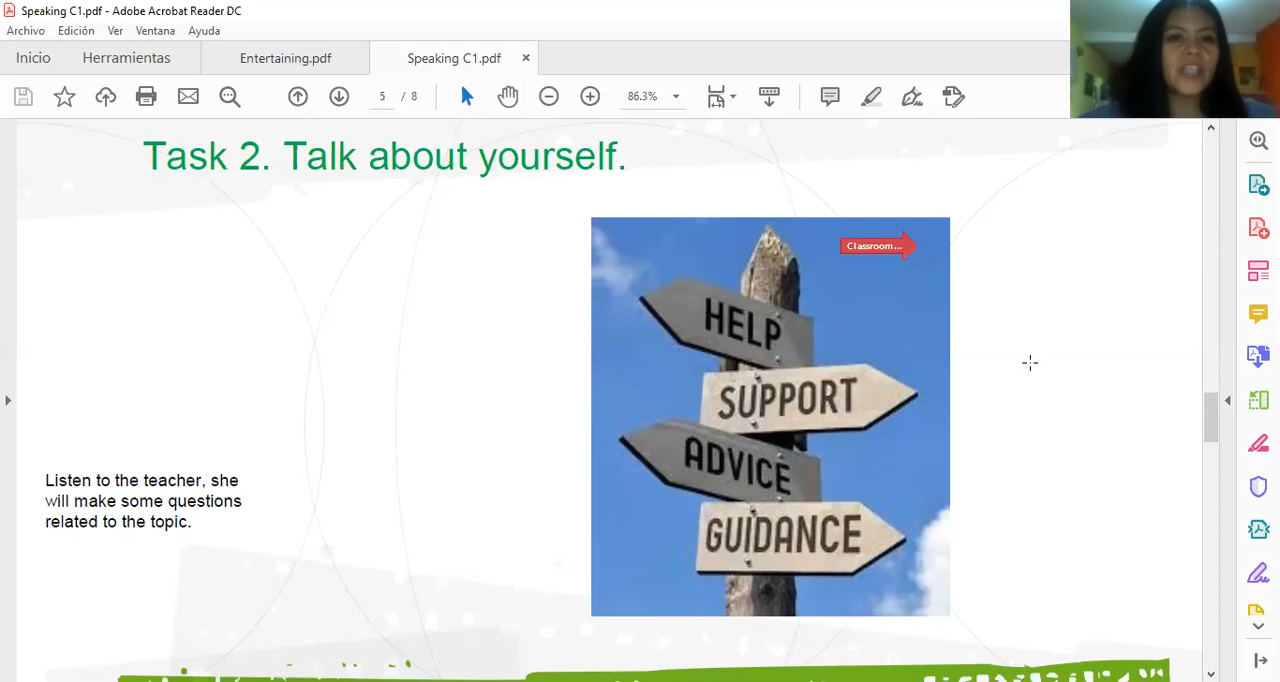 Speaking C1.pdf - Adobe Acrobat Reader DC
Archivo Edición Ver Ventana Ayuda
Inicio Herramientas Entertaining.pdf Speaking C1.pdf ×
5 / 8 86.3%
Task 2. Talk about yourself.
Classroom...
HELP
SUPPORT
ADVICE
GUIDANCE
Listen to the teacher, she
will make some questions
related to the topic.